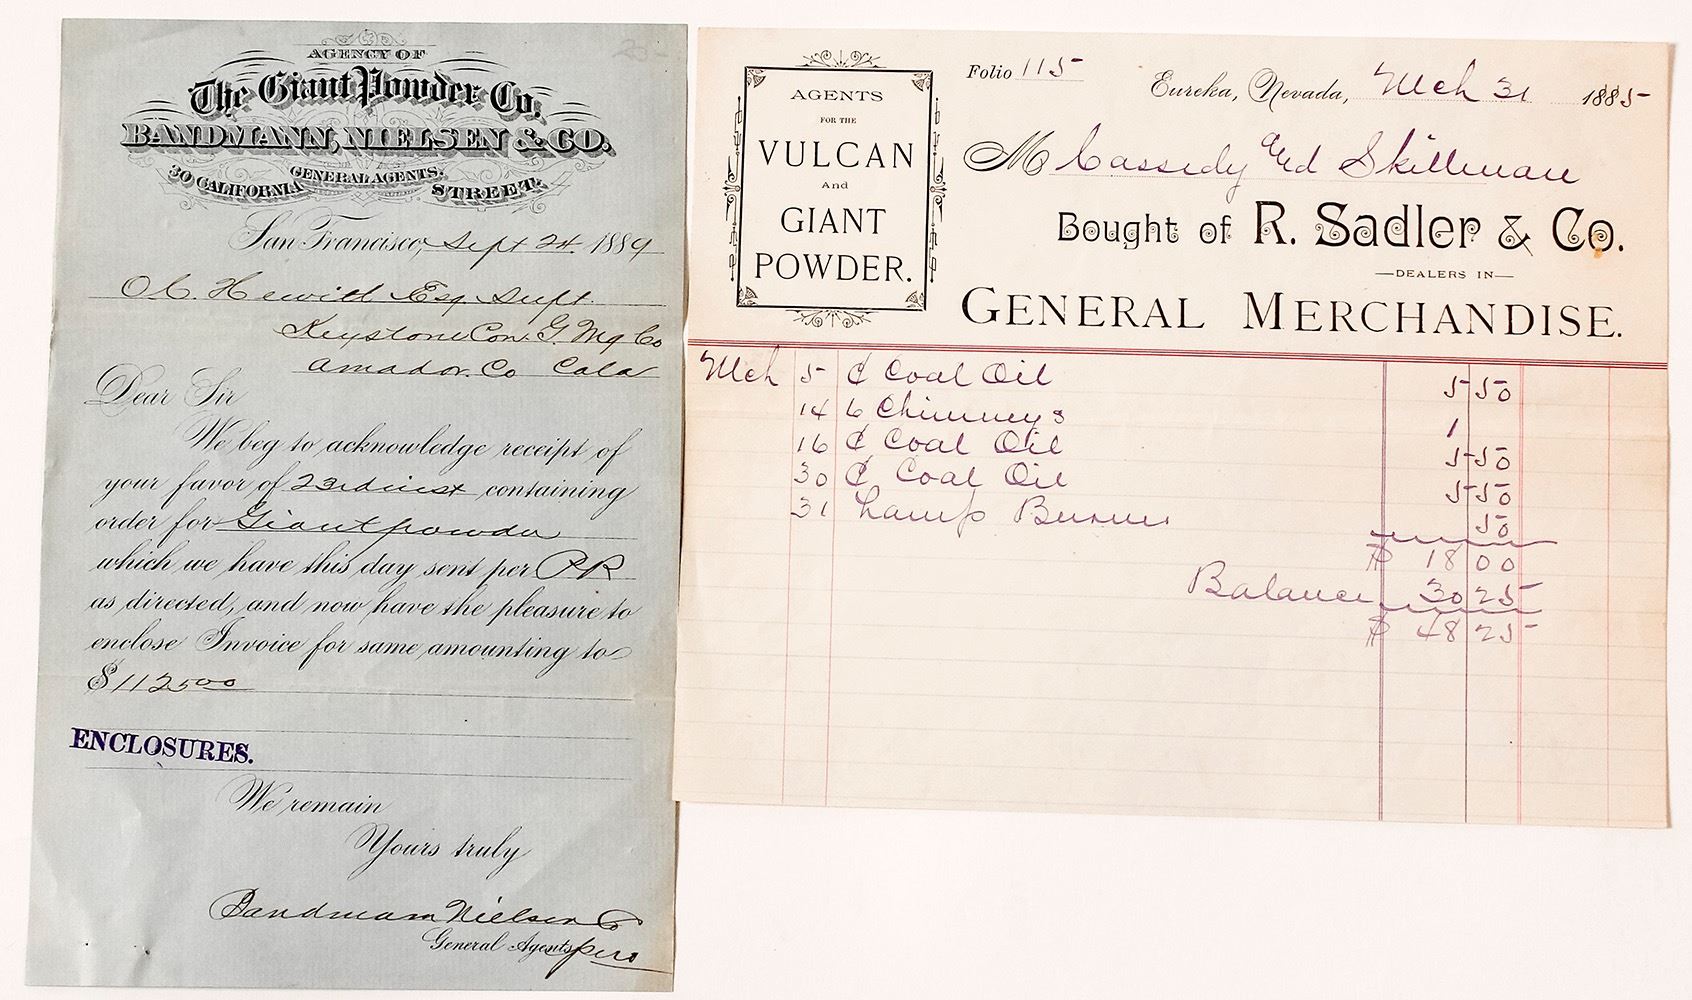 AGENCY OF
The Giant Powder Co,
BANDMANN, NIELSEN & CO.
GENERAL AGENTS.
30 CALIFORNIA STREET.
San Francisco, Sept 24 1889
O C. Hewitt Esq Supt.
Keystone Con. G. Mg Co
Amador. Co Cala
Dear Sir
We beg to acknowledge receipt of
your favor of 23rd inst containing
order for Giant powder
which we have this day sent per RR
as directed, and now have the pleasure to
enclose Invoice for same amounting to
$112500
ENCLOSURES.
We remain
Yours truly
Bandmann Nielsen Co
General Agents per
AGENTS
FOR THE
VULCAN
And
GIANT
POWDER.
Folio 115
Eureka, Nevada, Mch 31 1885
M Cassidy and Skillman
Bought of R. Sadler & Co.
—DEALERS IN—
GENERAL MERCHANDISE.
Mch 5 ₵ Coal Oil 5 50
14 6 Chimneys 1
16 ₵ Coal Oil 5 50
30 ₵ Coal Oil 5 50
31 Lamp Burner 50
$ 18 00
Balance 30 25
$ 48 25